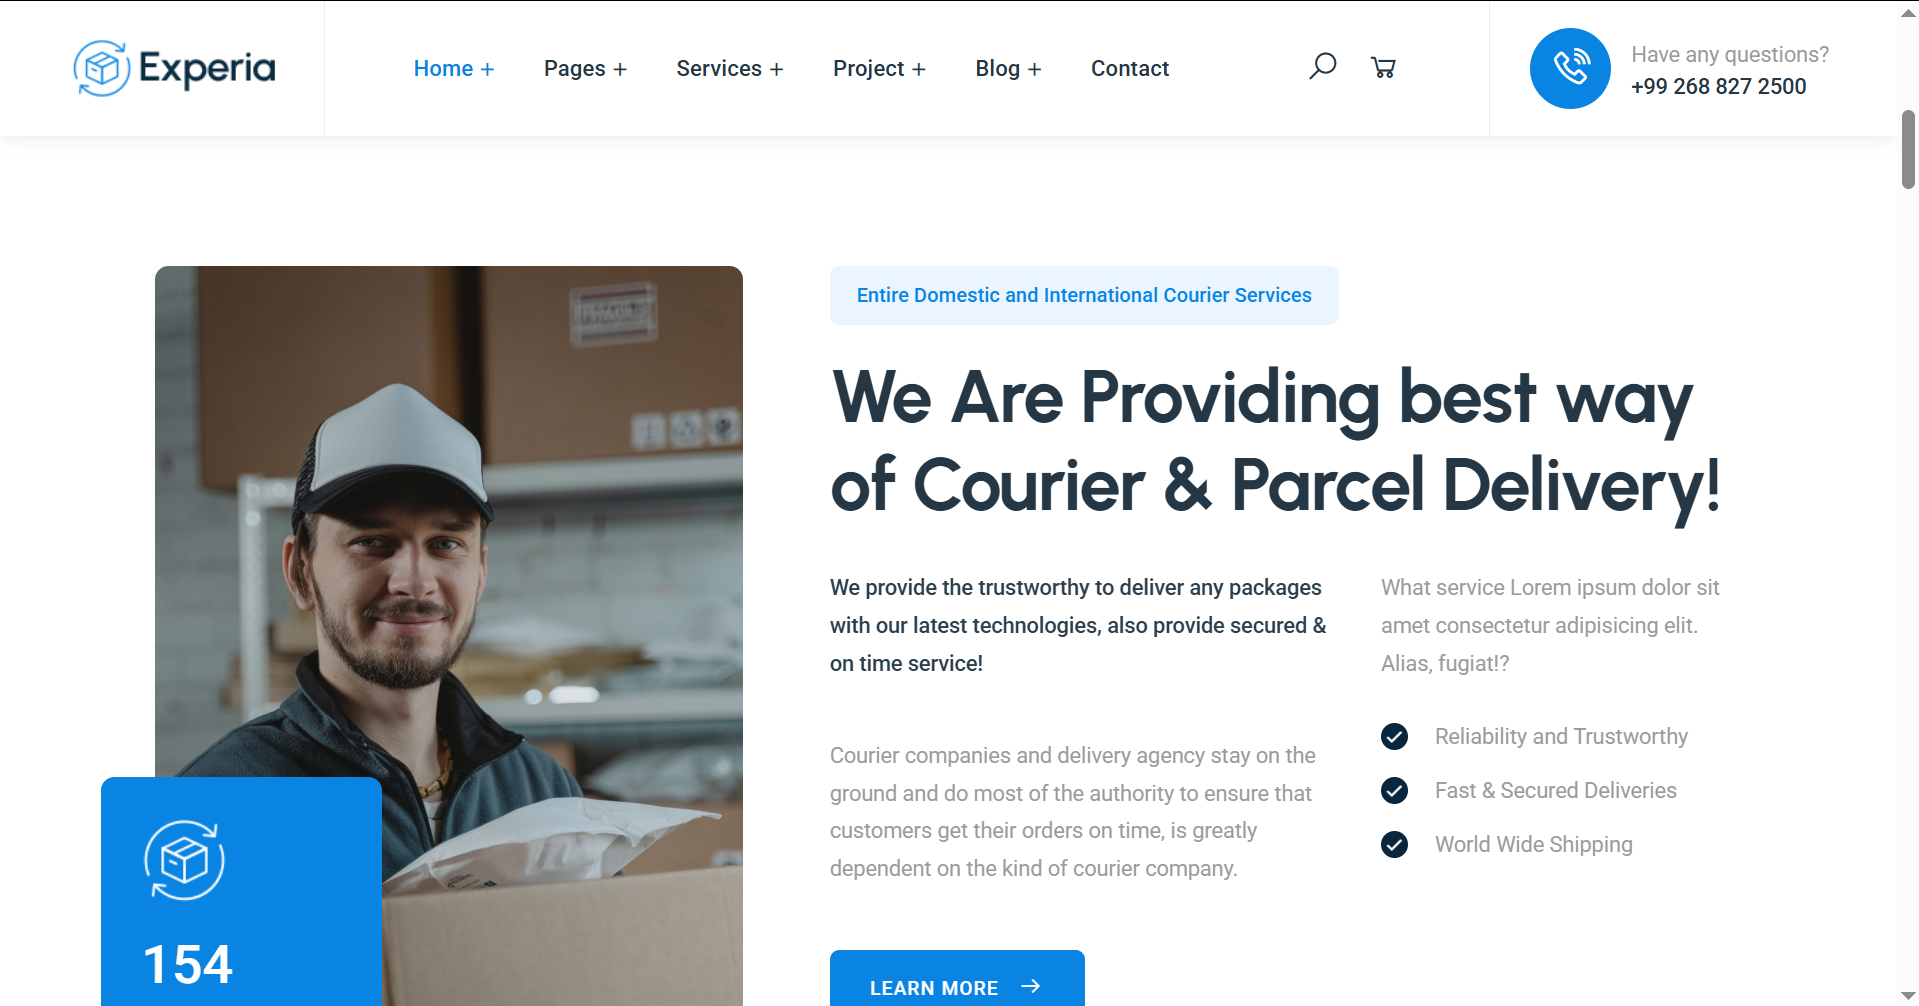 Experia
Home +
Pages +
Services +
Project +
Blog +
Contact
Have any questions?
+99 268 827 2500
Entire Domestic and International Courier Services
We Are Providing best way
of Courier & Parcel Delivery!
We provide the trustworthy to deliver any packages
with our latest technologies, also provide secured &
on time service!
Courier companies and delivery agency stay on the
ground and do most of the authority to ensure that
customers get their orders on time, is greatly
dependent on the kind of courier company.
What service Lorem ipsum dolor sit
amet consectetur adipisicing elit.
Alias, fugiat!?
Reliability and Trustworthy
Fast & Secured Deliveries
World Wide Shipping
154
LEARN MORE